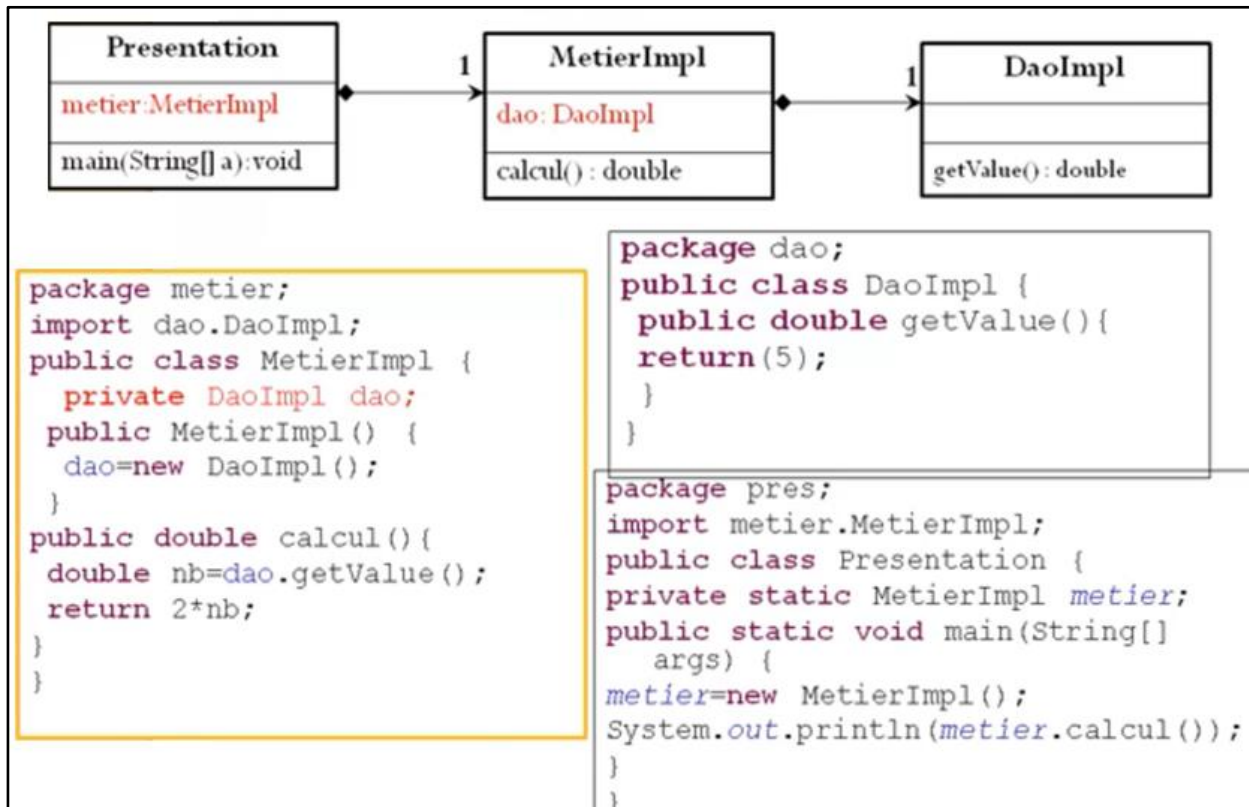 Presentation
metier:MetierImpl
main(String[] a):void
1
MetierImpl
dao: DaoImpl
calcul() : double
1
DaoImpl
getValue() : double
package metier;
import dao.DaoImpl;
public class MetierImpl {
private DaoImpl dao;
public MetierImpl() {
dao=new DaoImpl();
}
public double calcul(){
double nb=dao.getValue();
return 2*nb;
}
}
package dao;
public class DaoImpl {
public double getValue(){
return(5);
}
}
package pres;
import metier.MetierImpl;
public class Presentation {
private static MetierImpl metier;
public static void main(String[]
args) {
metier=new MetierImpl();
System.out.println(metier.calcul());
}
}